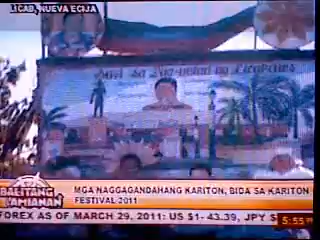 LICAB, NUEVA ECIJA
BALITANG
AMIANAN
MGA NAGGAGANDAHANG KARITON, BIDA SA KARITON
FESTIVAL 2011
FOREX AS OF MARCH 29, 2011: US $1- 43.39, JPY $
5:55